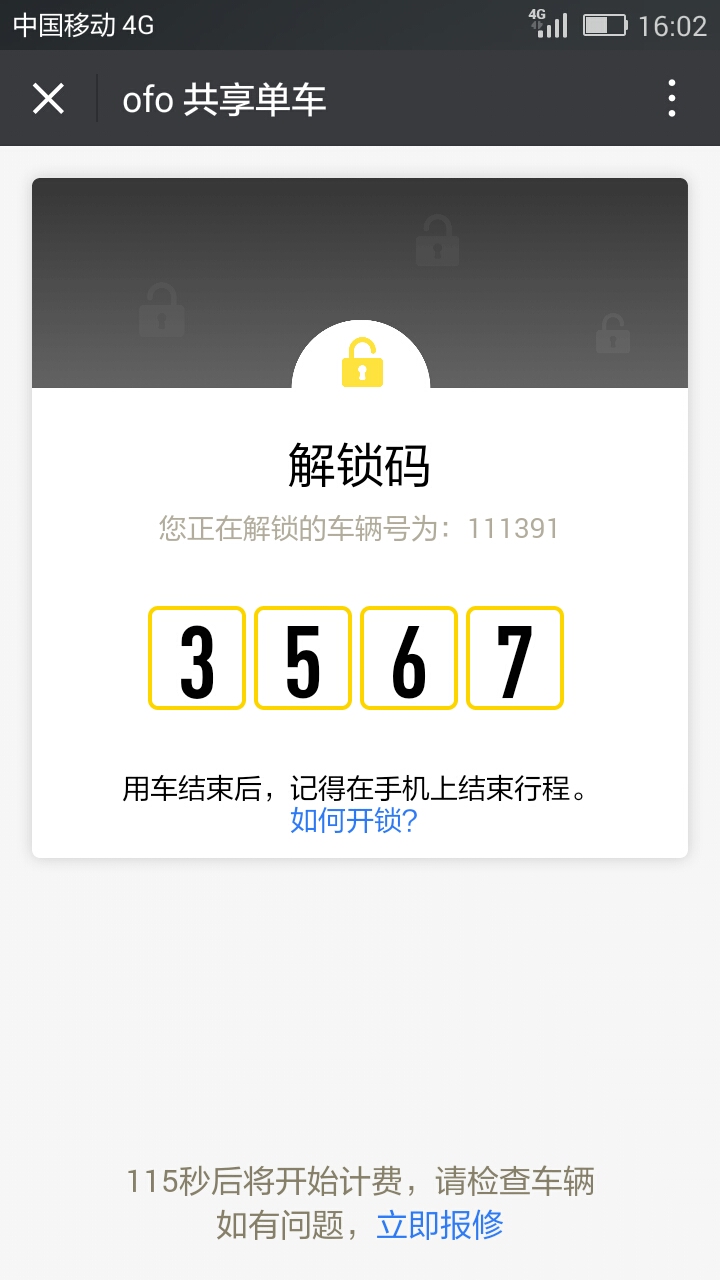 中国移动 4G 4G 16:02
ofo 共享单车
解锁码
您正在解锁的车辆号为：111391
3 5 6 7
用车结束后，记得在手机上结束行程。
如何开锁？
115秒后将开始计费，请检查车辆
如有问题，立即报修